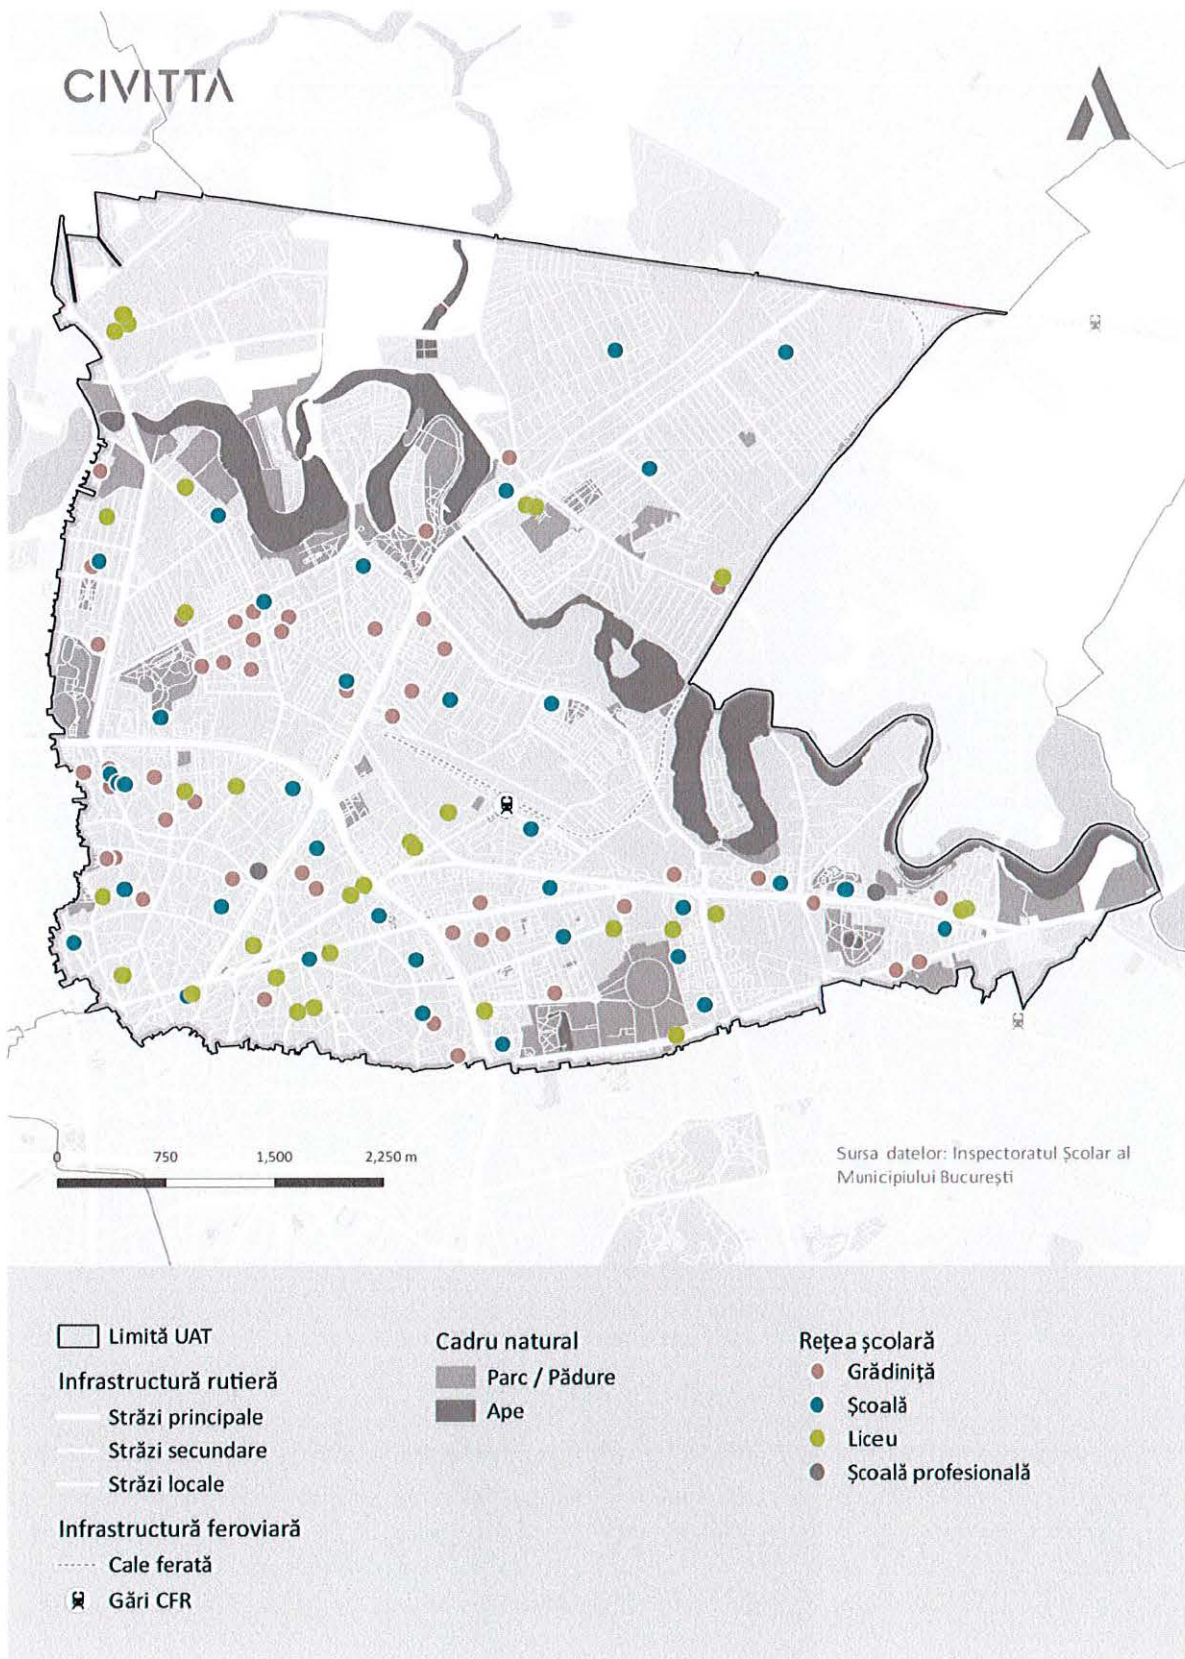 CIVITTA
0 750 1,500 2,250 m
Sursa datelor: Inspectoratul Școlar al
Municipiului București
Limită UAT
Infrastructură rutieră
Străzi principale
Străzi secundare
Străzi locale
Infrastructură feroviară
Cale ferată
Gări CFR
Cadru natural
Parc / Pădure
Ape
Rețea școlară
Grădiniță
Școală
Liceu
Școală profesională